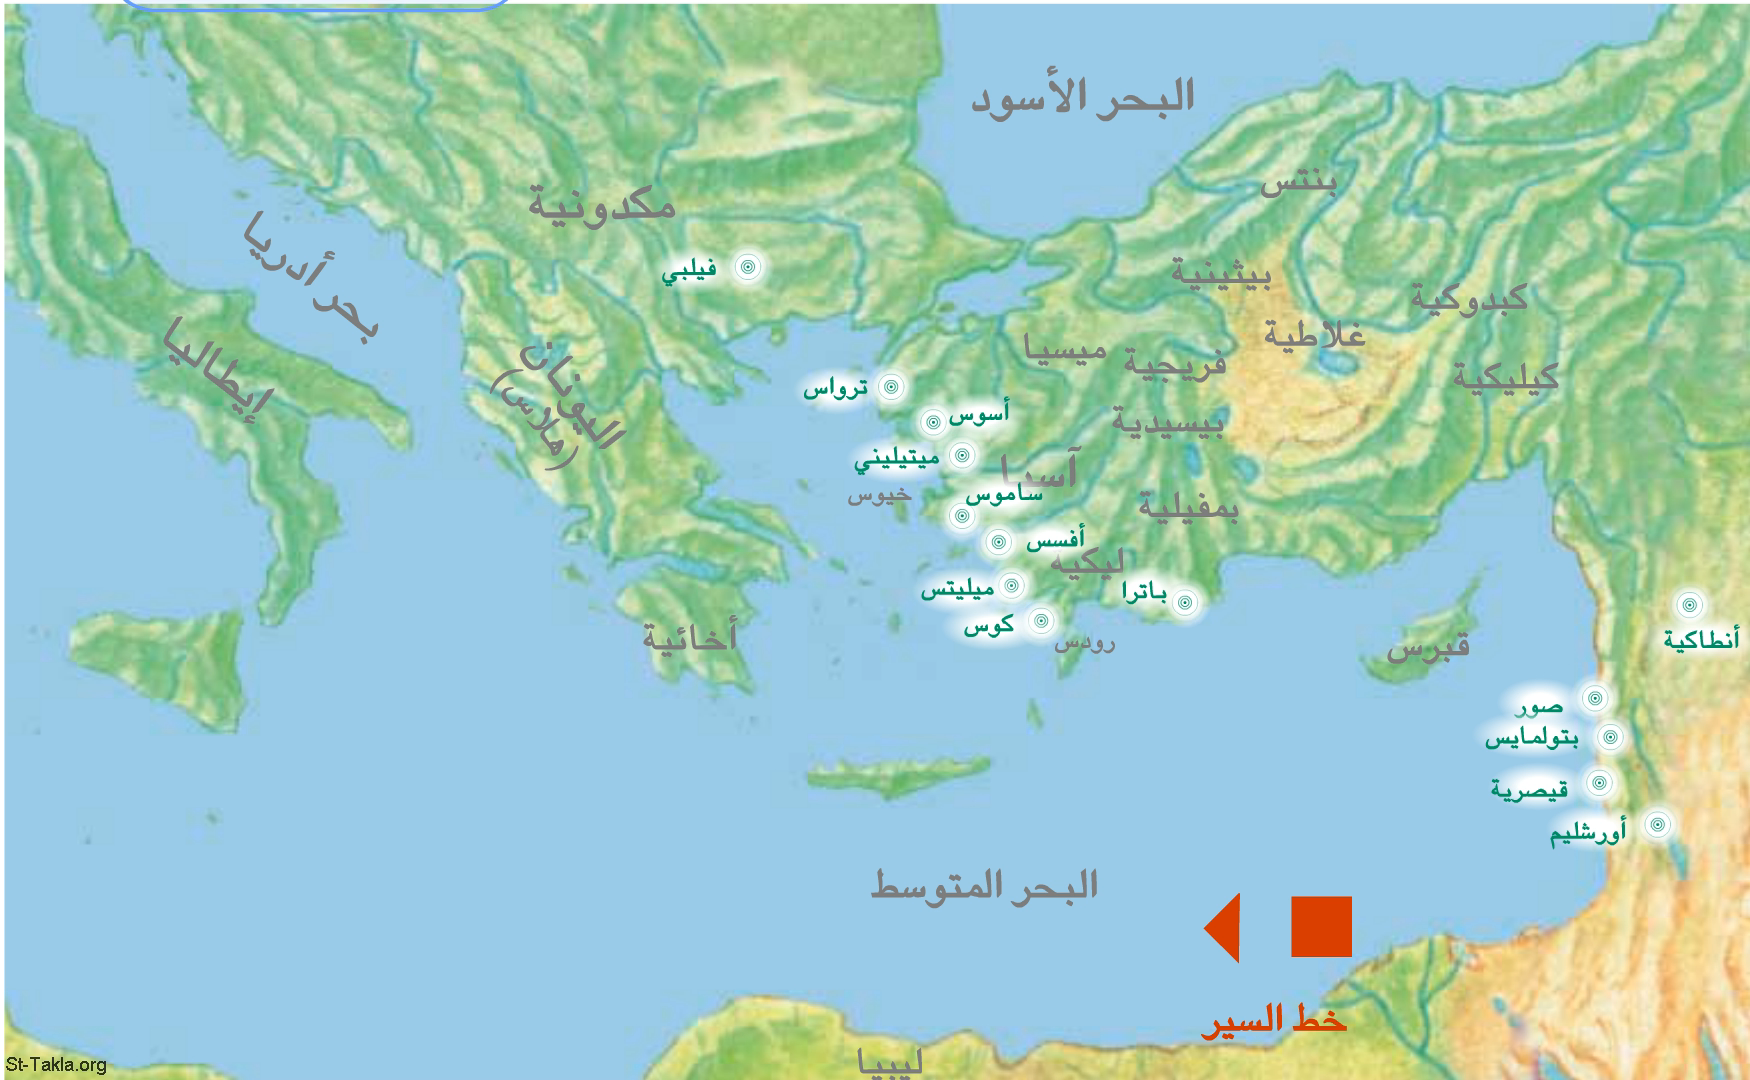 البحر الأسود
بنتس
مكدونية
بحر أدريا
فيلبي
بيثينية
كبدوكية
غلاطية
ميسيا
فريجية
كيليكية
إيطاليا
اليونان
(هلاس)
ترواس
أسوس
بيسيدية
ميتيليني
آسيا
خيوس
ساموس
بمفيلية
أفسس
ليكيه
ميليتس
باترا
كوس
رودس
أخائية
قبرس
أنطاكية
صور
بتولمايس
قيصرية
أورشليم
البحر المتوسط
خط السير
ليبيا
St-Takla.org